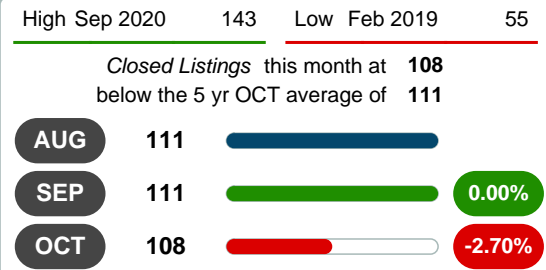 High Sep 2020 143 Low Feb 2019 55
Closed Listings this month at 108
below the 5 yr OCT average of 111
AUG 111
SEP 111 0.00%
OCT 108 -2.70%